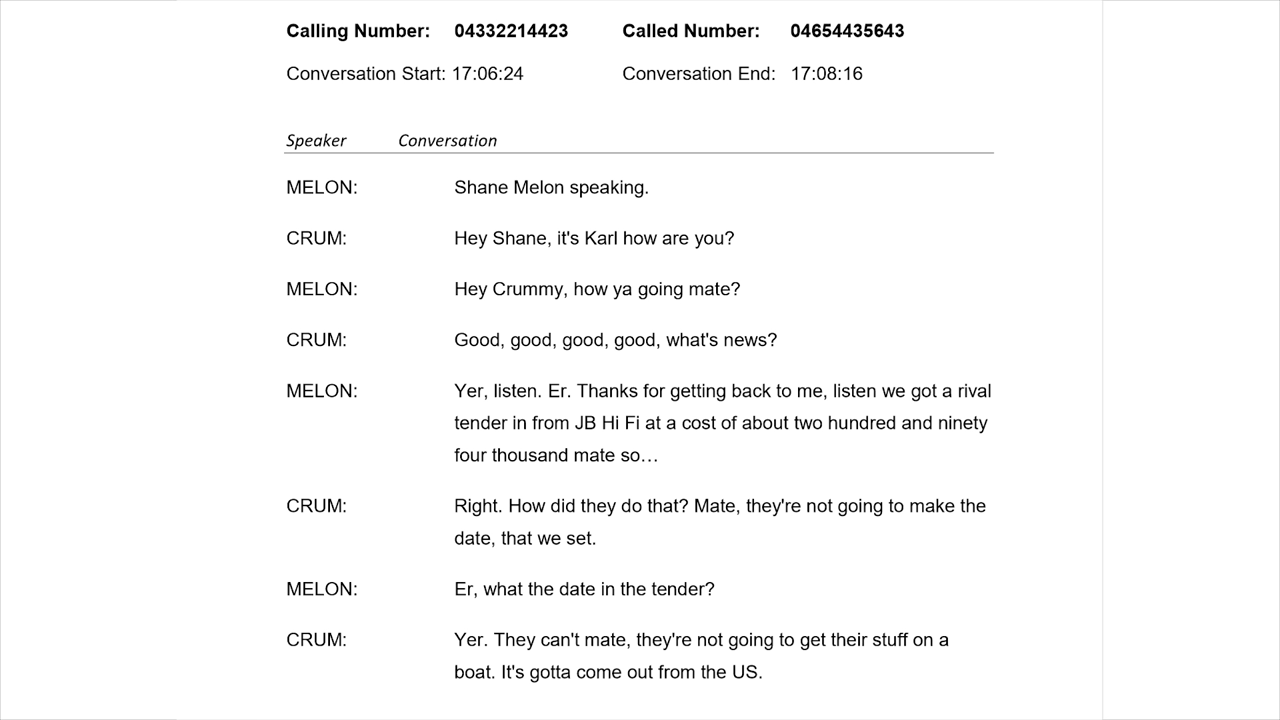 Calling Number: 04332214423 Called Number: 04654435643
Conversation Start: 17:06:24 Conversation End: 17:08:16
Speaker Conversation
MELON: Shane Melon speaking.
CRUM: Hey Shane, it's Karl how are you?
MELON: Hey Crummy, how ya going mate?
CRUM: Good, good, good, good, what's news?
MELON: Yer, listen. Er. Thanks for getting back to me, listen we got a rival
tender in from JB Hi Fi at a cost of about two hundred and ninety
four thousand mate so…
CRUM: Right. How did they do that? Mate, they're not going to make the
date, that we set.
MELON: Er, what the date in the tender?
CRUM: Yer. They can't mate, they're not going to get their stuff on a
boat. It's gotta come out from the US.